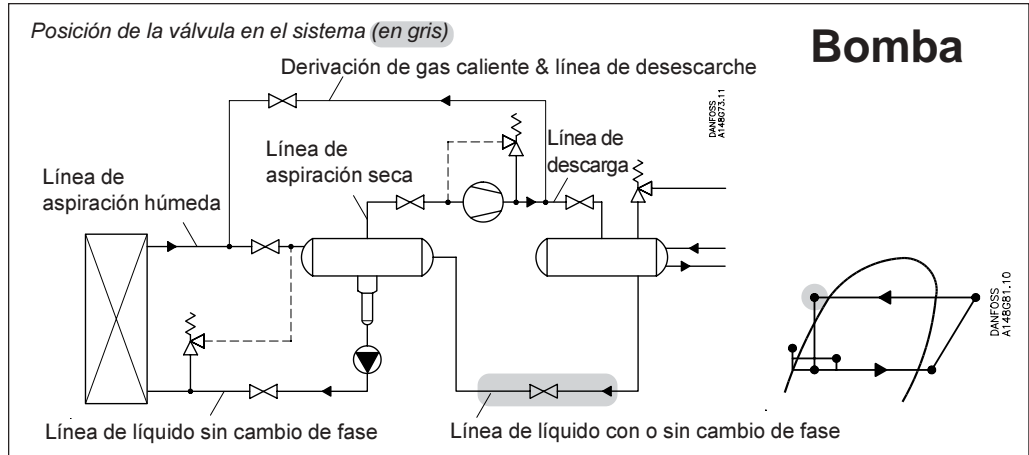 Posición de la válvula en el sistema (en gris)
Bomba
Derivación de gas caliente & línea de desescarche
DANFOSS
A148G73.11
Línea de
aspiración seca
Línea de
descarga
Línea de
aspiración húmeda
DANFOSS
A148G81.10
Línea de líquido sin cambio de fase
Línea de líquido con o sin cambio de fase